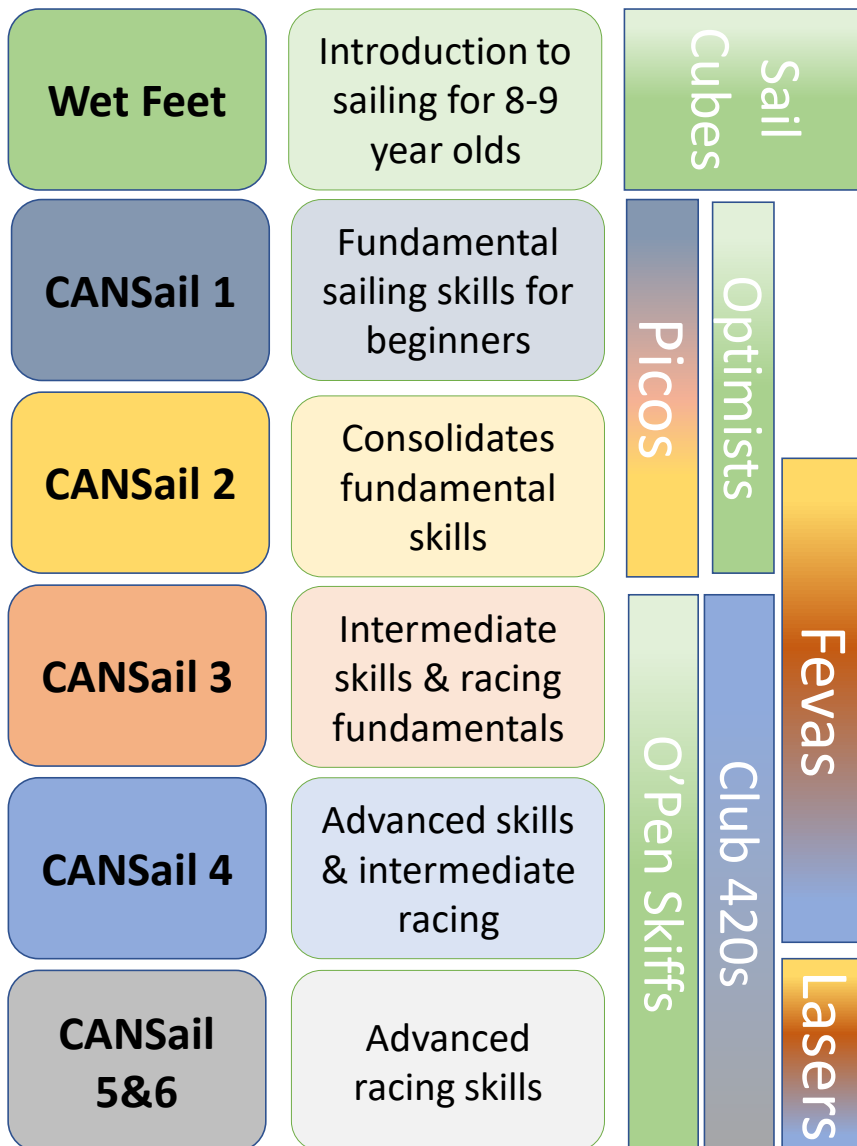 Wet Feet
Introduction to
sailing for 8-9
year olds
Sail
Cubes
CANSail 1
Fundamental
sailing skills for
beginners
Picos
Optimists
CANSail 2
Consolidates
fundamental
skills
Fevas
CANSail 3
Intermediate
skills & racing
fundamentals
O’Pen Skiffs
Club 420s
CANSail 4
Advanced skills
& intermediate
racing
Lasers
CANSail
5&6
Advanced
racing skills